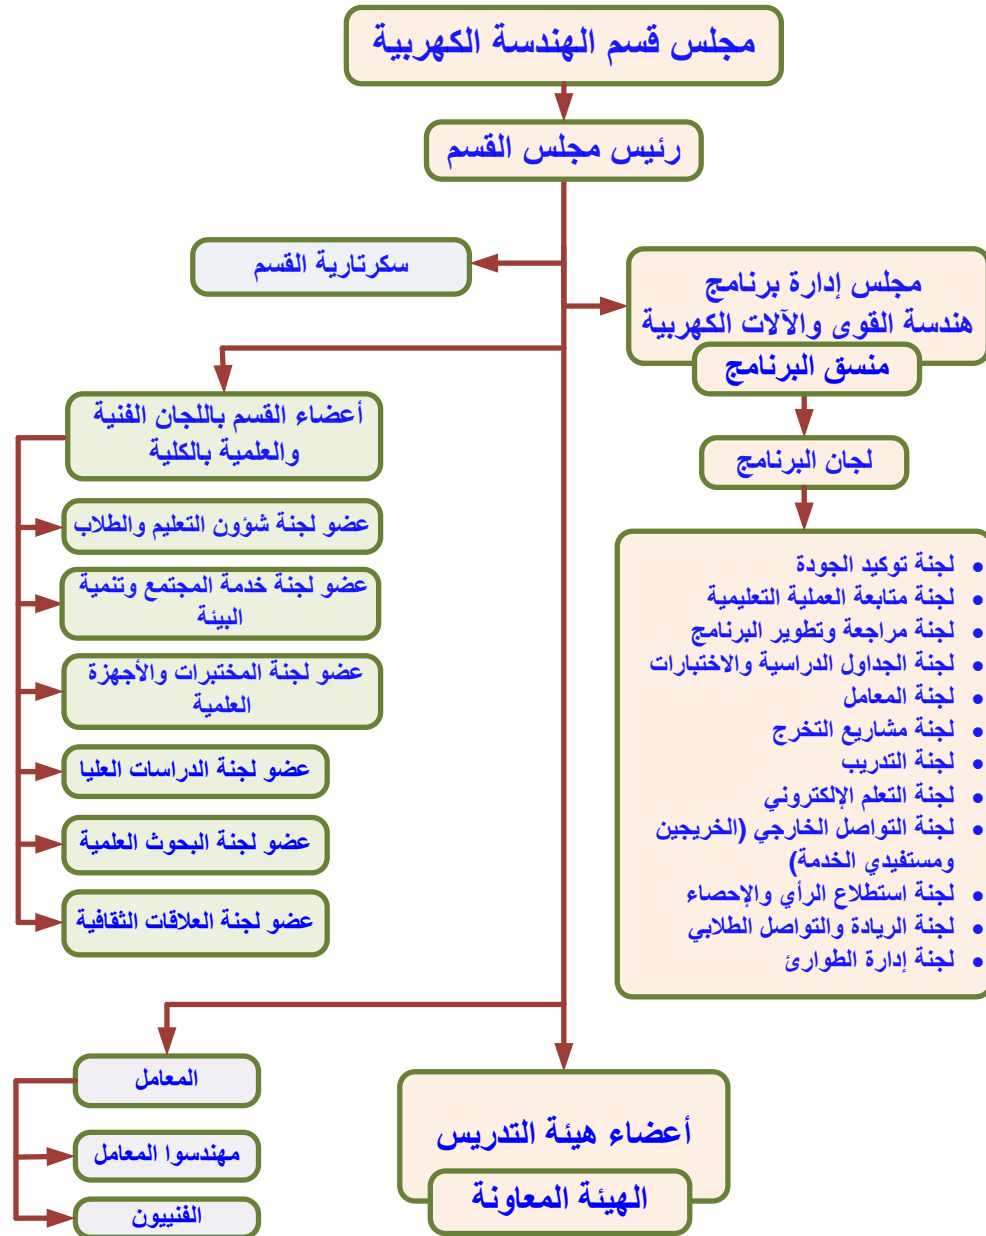 مجلس قسم الهندسة الكهربية
رئيس مجلس القسم
سكرتارية القسم
مجلس إدارة برنامج
هندسة القوى والآلات الكهربية
منسق البرنامج
لجان البرنامج
• لجنة توكيد الجودة
• لجنة متابعة العملية التعليمية
• لجنة مراجعة وتطوير البرنامج
• لجنة الجداول الدراسية والاختبارات
• لجنة المعامل
• لجنة مشاريع التخرج
• لجنة التدريب
• لجنة التعلم الإلكتروني
• لجنة التواصل الخارجي (الخريجين
ومستفيدي الخدمة)
• لجنة استطلاع الرأي والإحصاء
• لجنة الريادة والتواصل الطلابي
• لجنة إدارة الطوارئ
أعضاء القسم باللجان الفنية
والعلمية بالكلية
عضو لجنة شؤون التعليم والطلاب
عضو لجنة خدمة المجتمع وتنمية
البيئة
عضو لجنة المختبرات والأجهزة
العلمية
عضو لجنة الدراسات العليا
عضو لجنة البحوث العلمية
عضو لجنة العلاقات الثقافية
المعامل
مهندسوا المعامل
الفنييون
أعضاء هيئة التدريس
الهيئة المعاونة